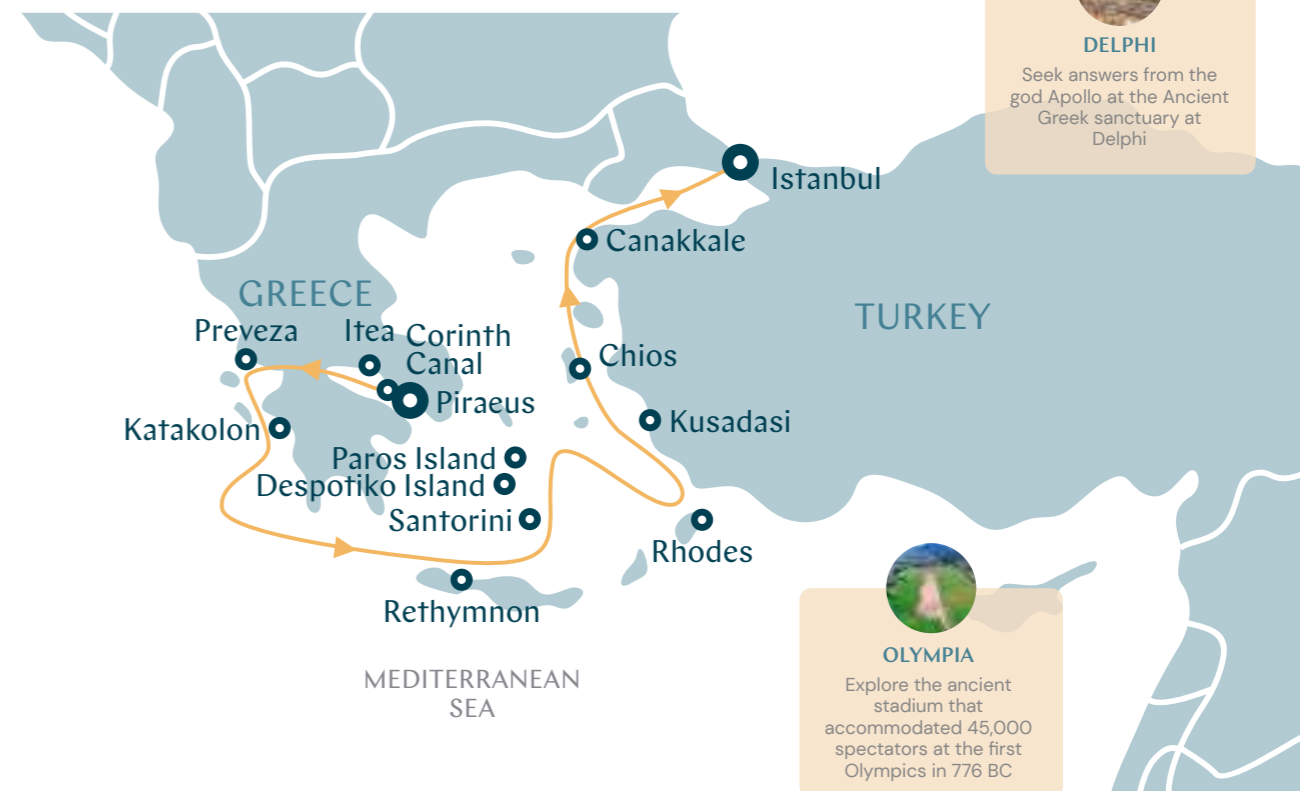 DELPHI
Seek answers from the
god Apollo at the Ancient
Greek sanctuary at
Delphi
Istanbul
Canakkale
GREECE
TURKEY
Preveza
Itea
Corinth
Canal
Chios
Piraeus
Kusadasi
Katakolon
Paros Island
Despotiko Island
Santorini
Rhodes
Rethymnon
MEDITERRANEAN
SEA
OLYMPIA
Explore the ancient
stadium that
accommodated 45,000
spectators at the first
Olympics in 776 BC